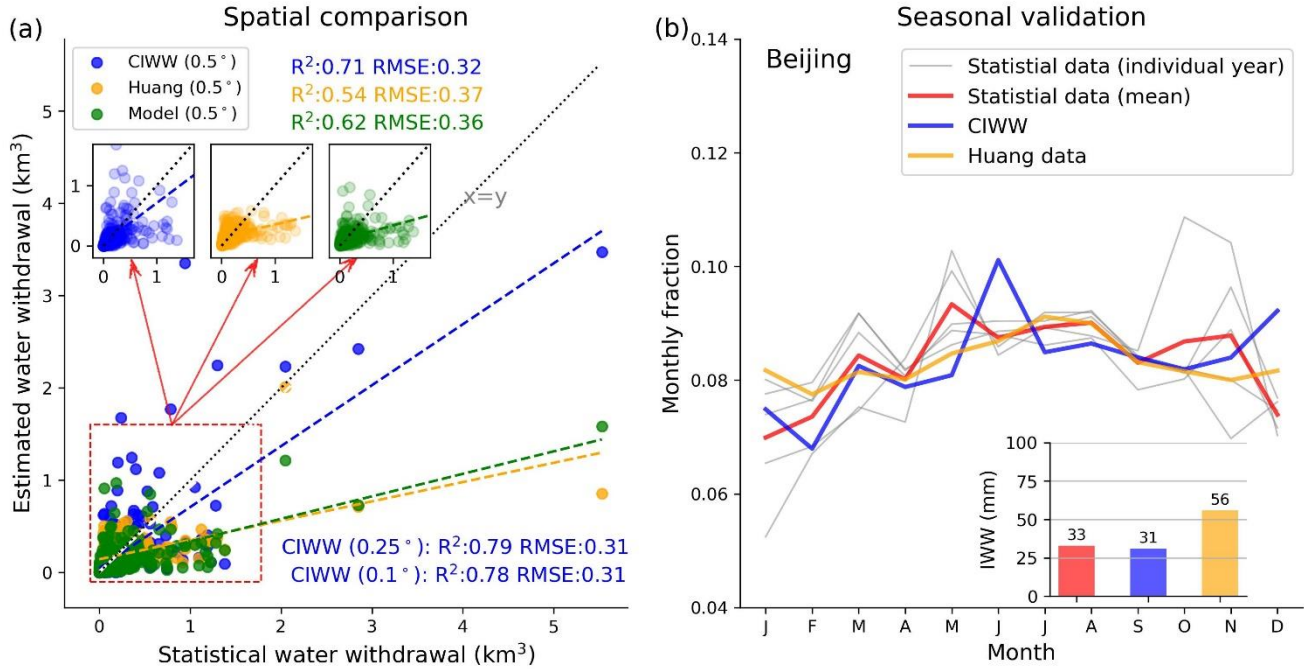 Spatial comparison
(a)
CIWW (0.5°)
Huang (0.5°)
Model (0.5°)
R²:0.71 RMSE:0.32
R²:0.54 RMSE:0.37
R²:0.62 RMSE:0.36
x=y
1
0
0 1
0 1
0 1
5
4
3
2
1
0
Estimated water withdrawal (km³)
CIWW (0.25°): R²:0.79 RMSE:0.31
CIWW (0.1°): R²:0.78 RMSE:0.31
0 1 2 3 4 5
Statistical water withdrawal (km³)
Seasonal validation
(b)
Beijing
Statistial data (individual year)
Statistial data (mean)
CIWW
Huang data
0.14
0.12
0.10
0.08
0.06
0.04
Monthly fraction
100
75
50
25
0
IWW (mm)
33
31
56
J F M A M J J A S O N D
Month